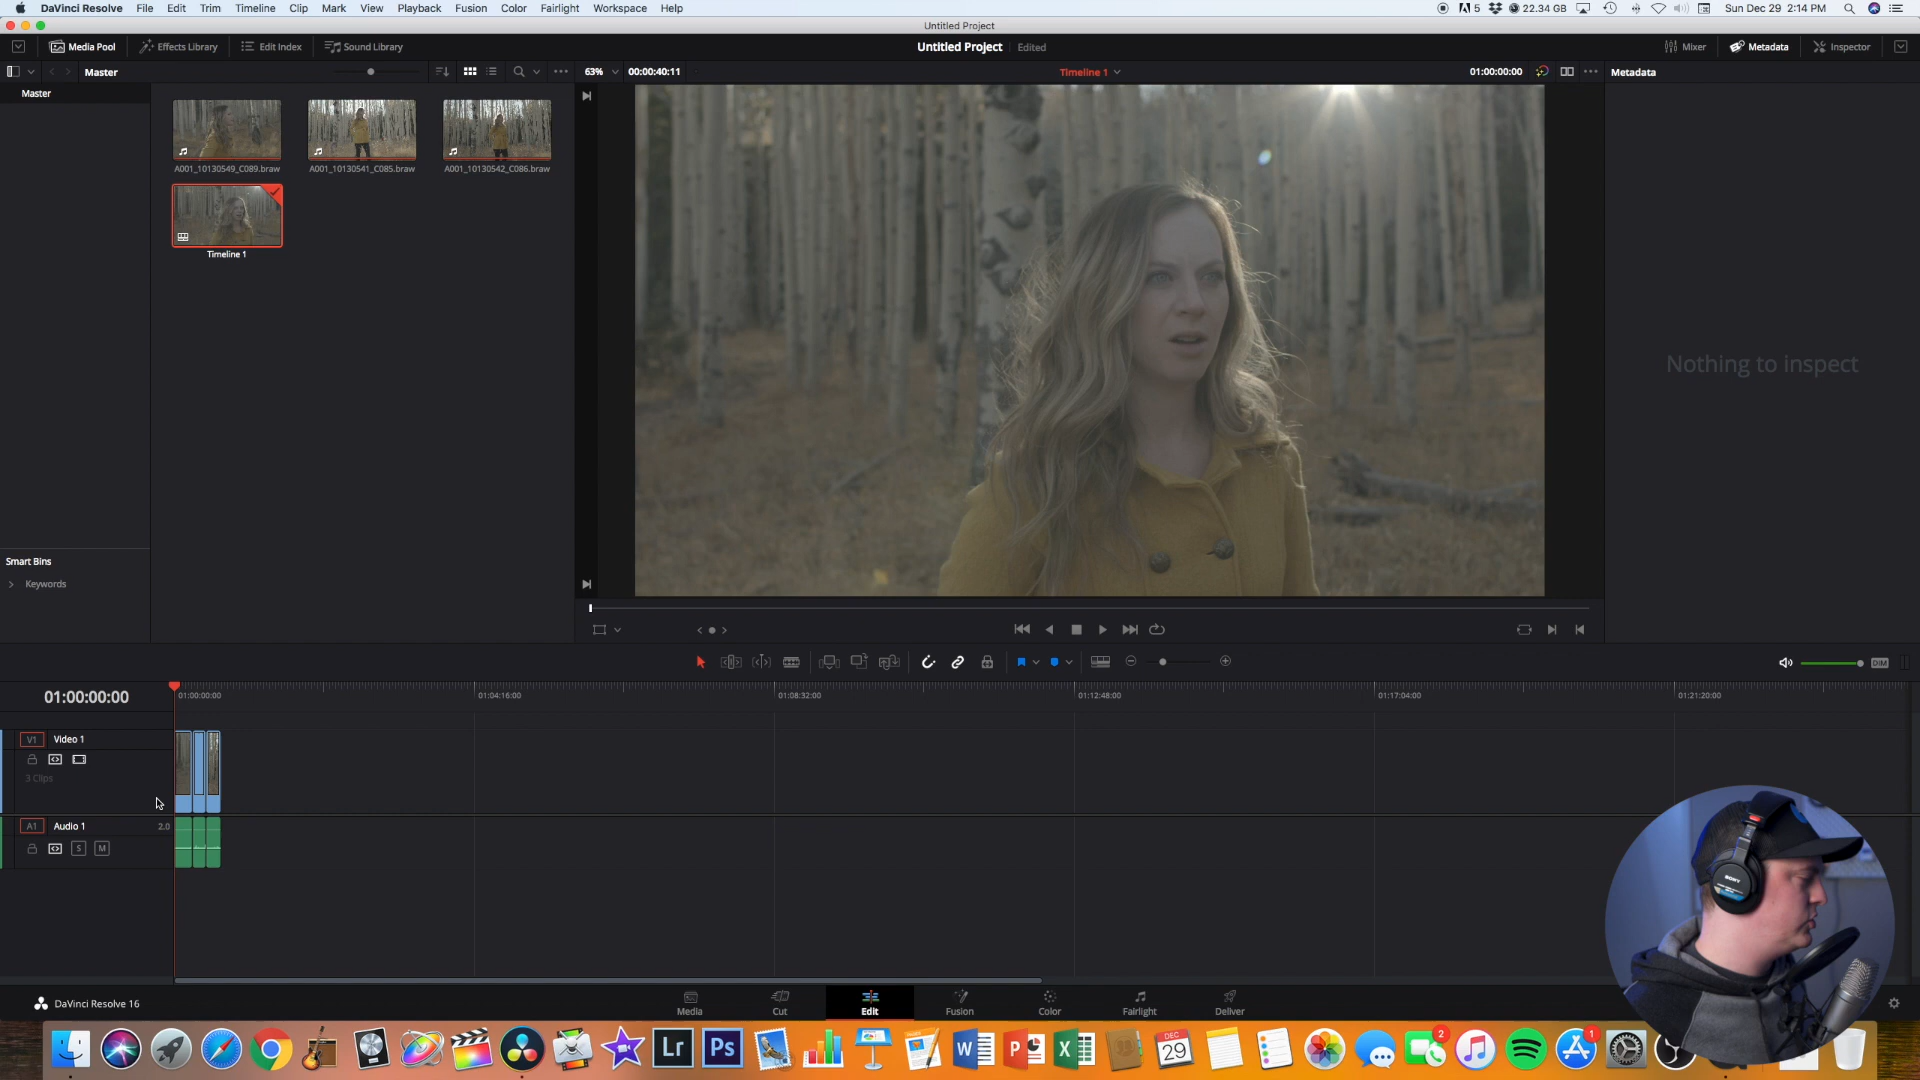 DaVinci Resolve File Edit Trim Timeline Clip Mark View Playback Fusion Color Fairlight Workspace Help
5 22.34 GB Sun Dec 29 2:14 PM
Untitled Project
Media Pool Effects Library Edit Index Sound Library Untitled Project Edited Mixer Metadata Inspector
Master 63% 00:00:40:11 Timeline 1 01:00:00:00 Metadata
Master
A001_10130549_C089.braw A001_10130541_C085.braw A001_10130542_C086.braw
Timeline 1
Nothing to inspect
Smart Bins
Keywords
DIM
01:00:00:00 01:00:00:00 01:04:16:00 01:08:32:00 01:12:48:00 01:17:04:00 01:21:20:00
V1 Video 1
3 Clips
A1 Audio 1 2.0
S M
SONY
DaVinci Resolve 16
Media Cut Edit Fusion Color Fairlight Deliver
Lr Ps W P X DEC 29 2 1